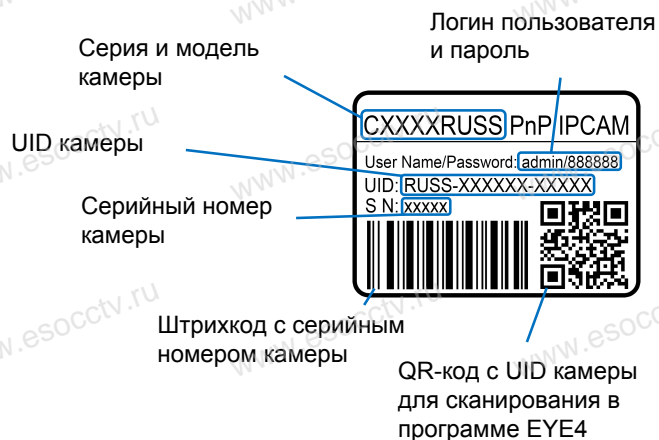 Логин пользователя
и пароль
Серия и модель
камеры
CXXXXRUSS PnP IPCAM
UID камеры
User Name/Password: admin/888888
UID: RUSS-XXXXXX-XXXXX
S N: XXXXX
Серийный номер
камеры
Штрихкод с серийным
номером камеры
QR-код с UID камеры
для сканирования в
программе EYE4
www.esocctv.ru